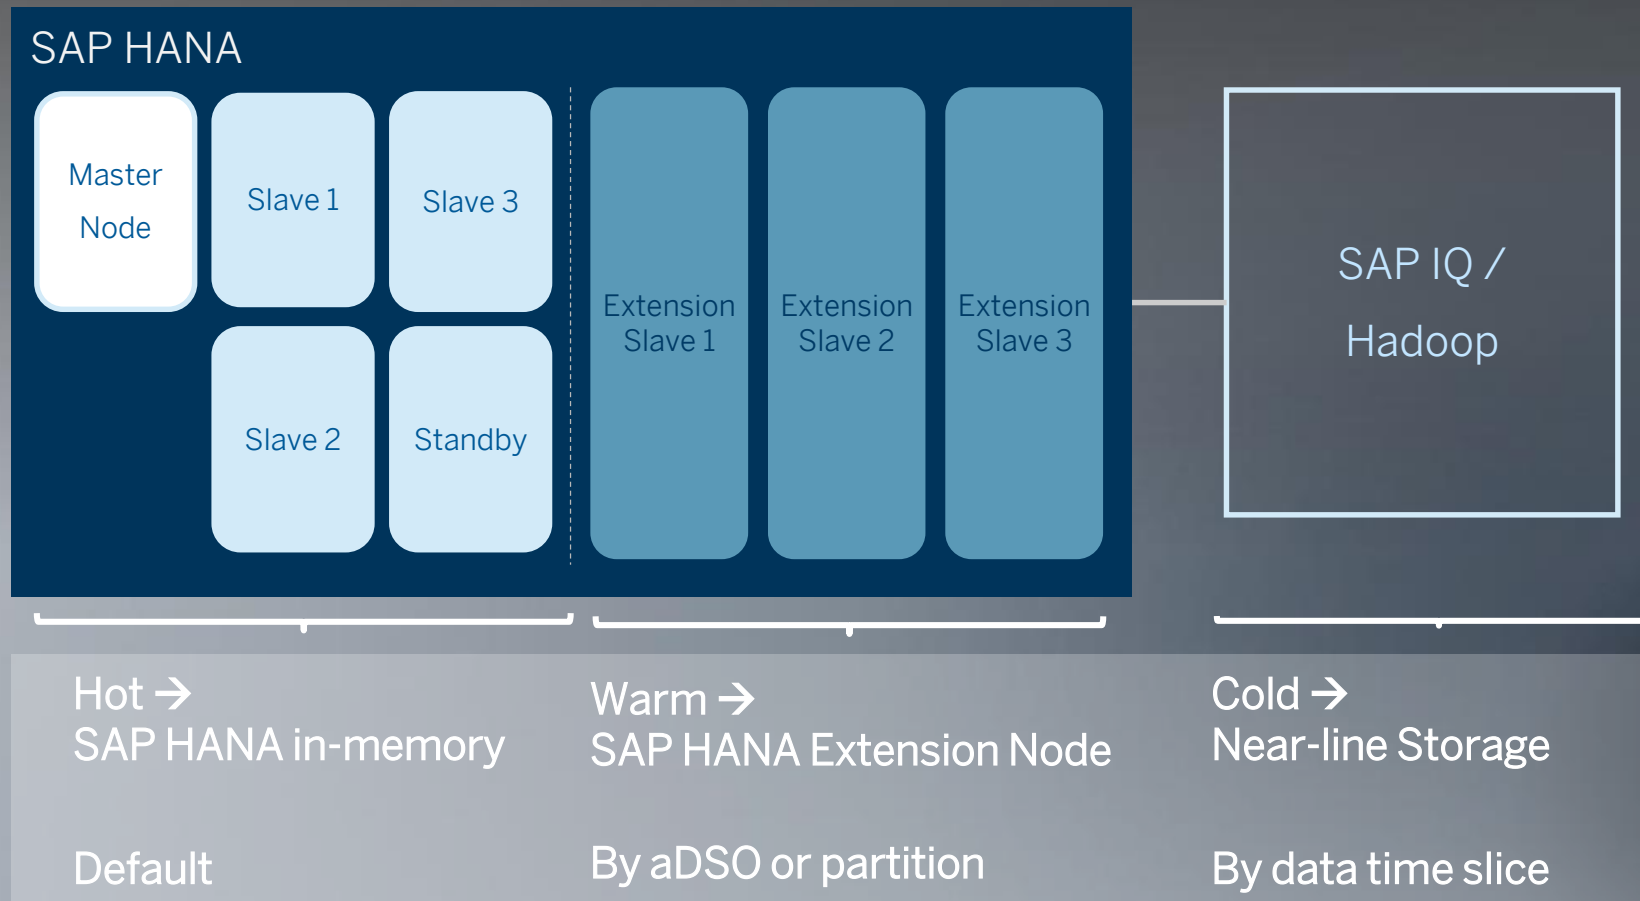 SAP HANA
Master
Node
Slave 1
Slave 3
Slave 2
Standby
Extension
Slave 1
Extension
Slave 2
Extension
Slave 3
SAP IQ /
Hadoop
Hot →
SAP HANA in-memory
Default
Warm →
SAP HANA Extension Node
By aDSO or partition
Cold →
Near-line Storage
By data time slice